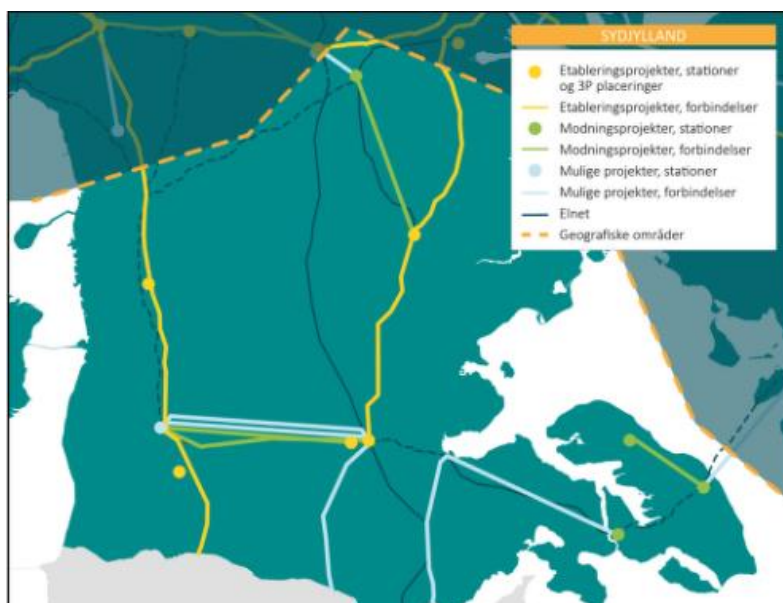 SYDJYLLAND
Etableringsprojekter, stationer
og 3P placeringer
Etableringsprojekter, forbindelser
Modningsprojekter, stationer
Modningsprojekter, forbindelser
Mulige projekter, stationer
Mulige projekter, forbindelser
Elnet
Geografiske områder